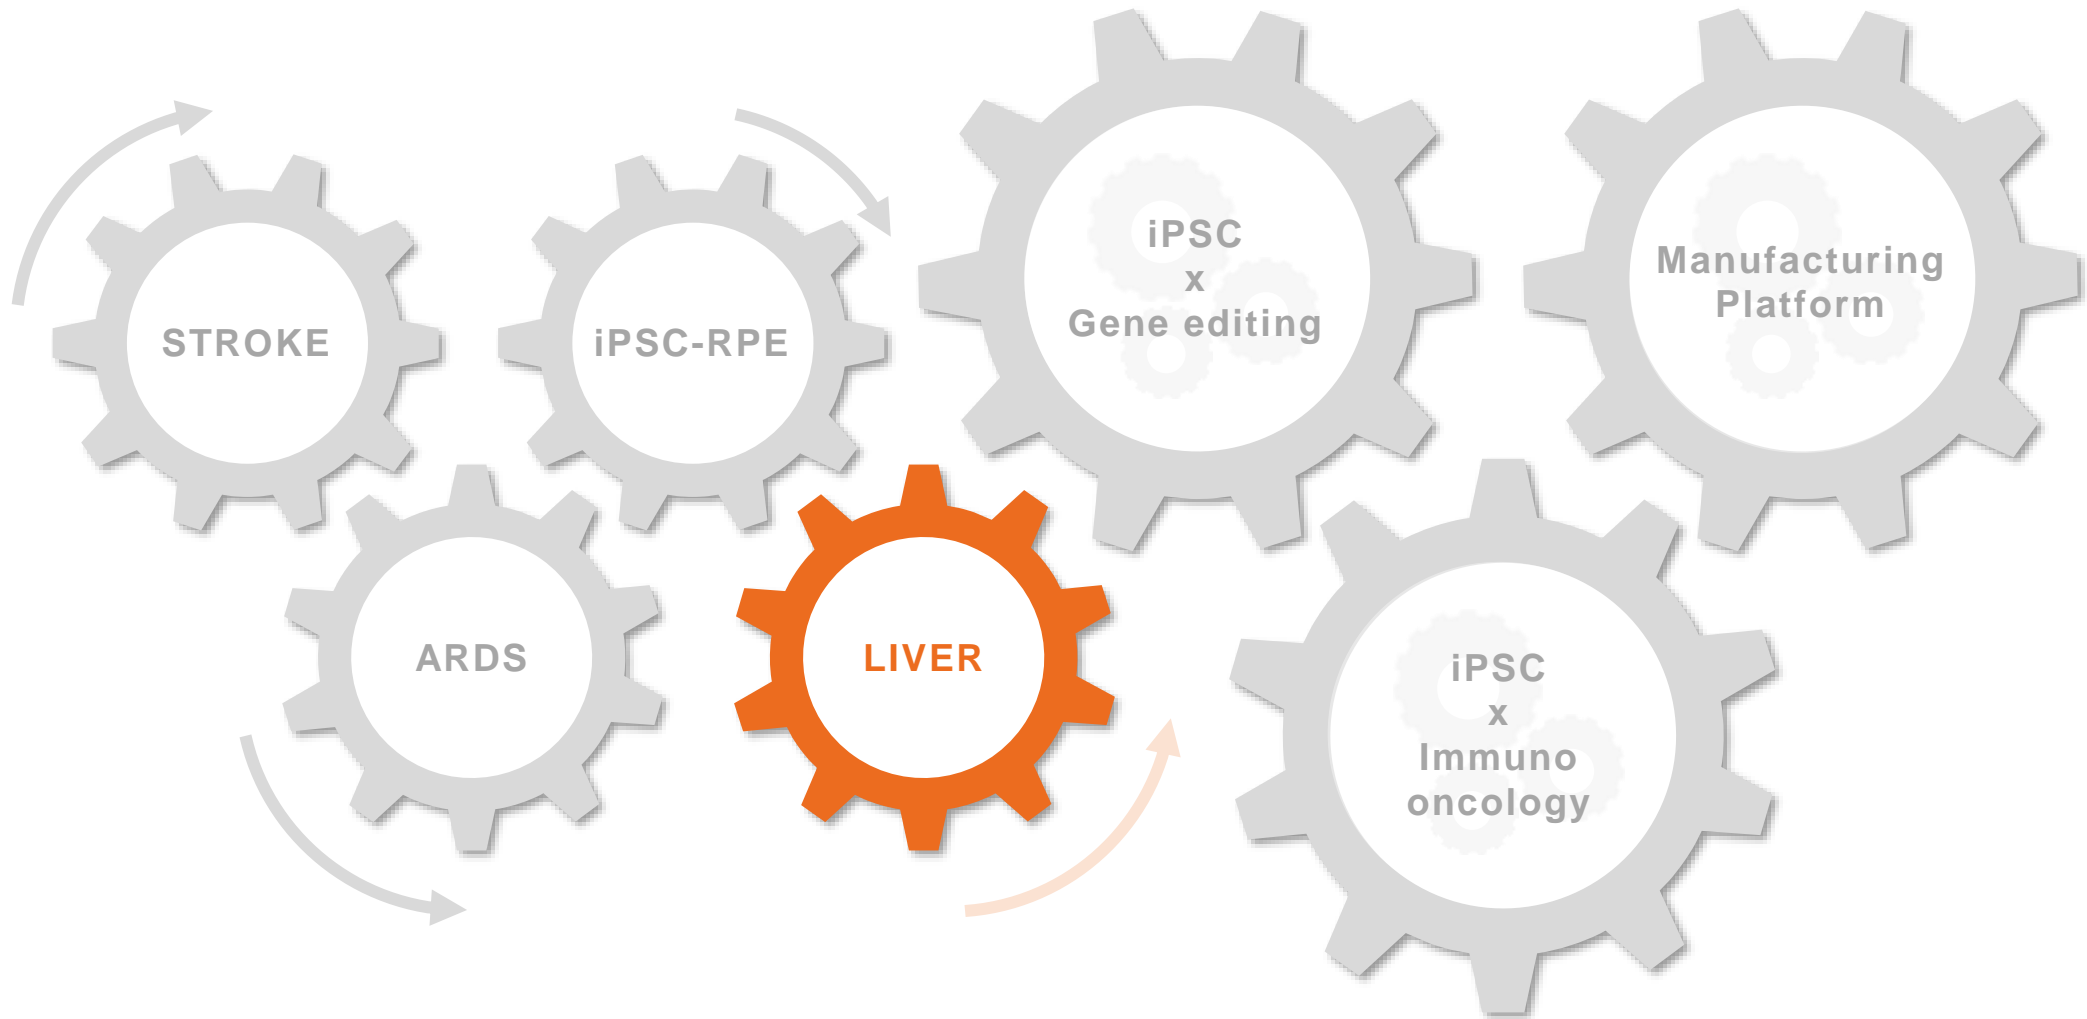 STROKE
iPSC-RPE
iPSC
x
Gene editing
Manufacturing
Platform
ARDS
LIVER
iPSC
x
Immuno
oncology